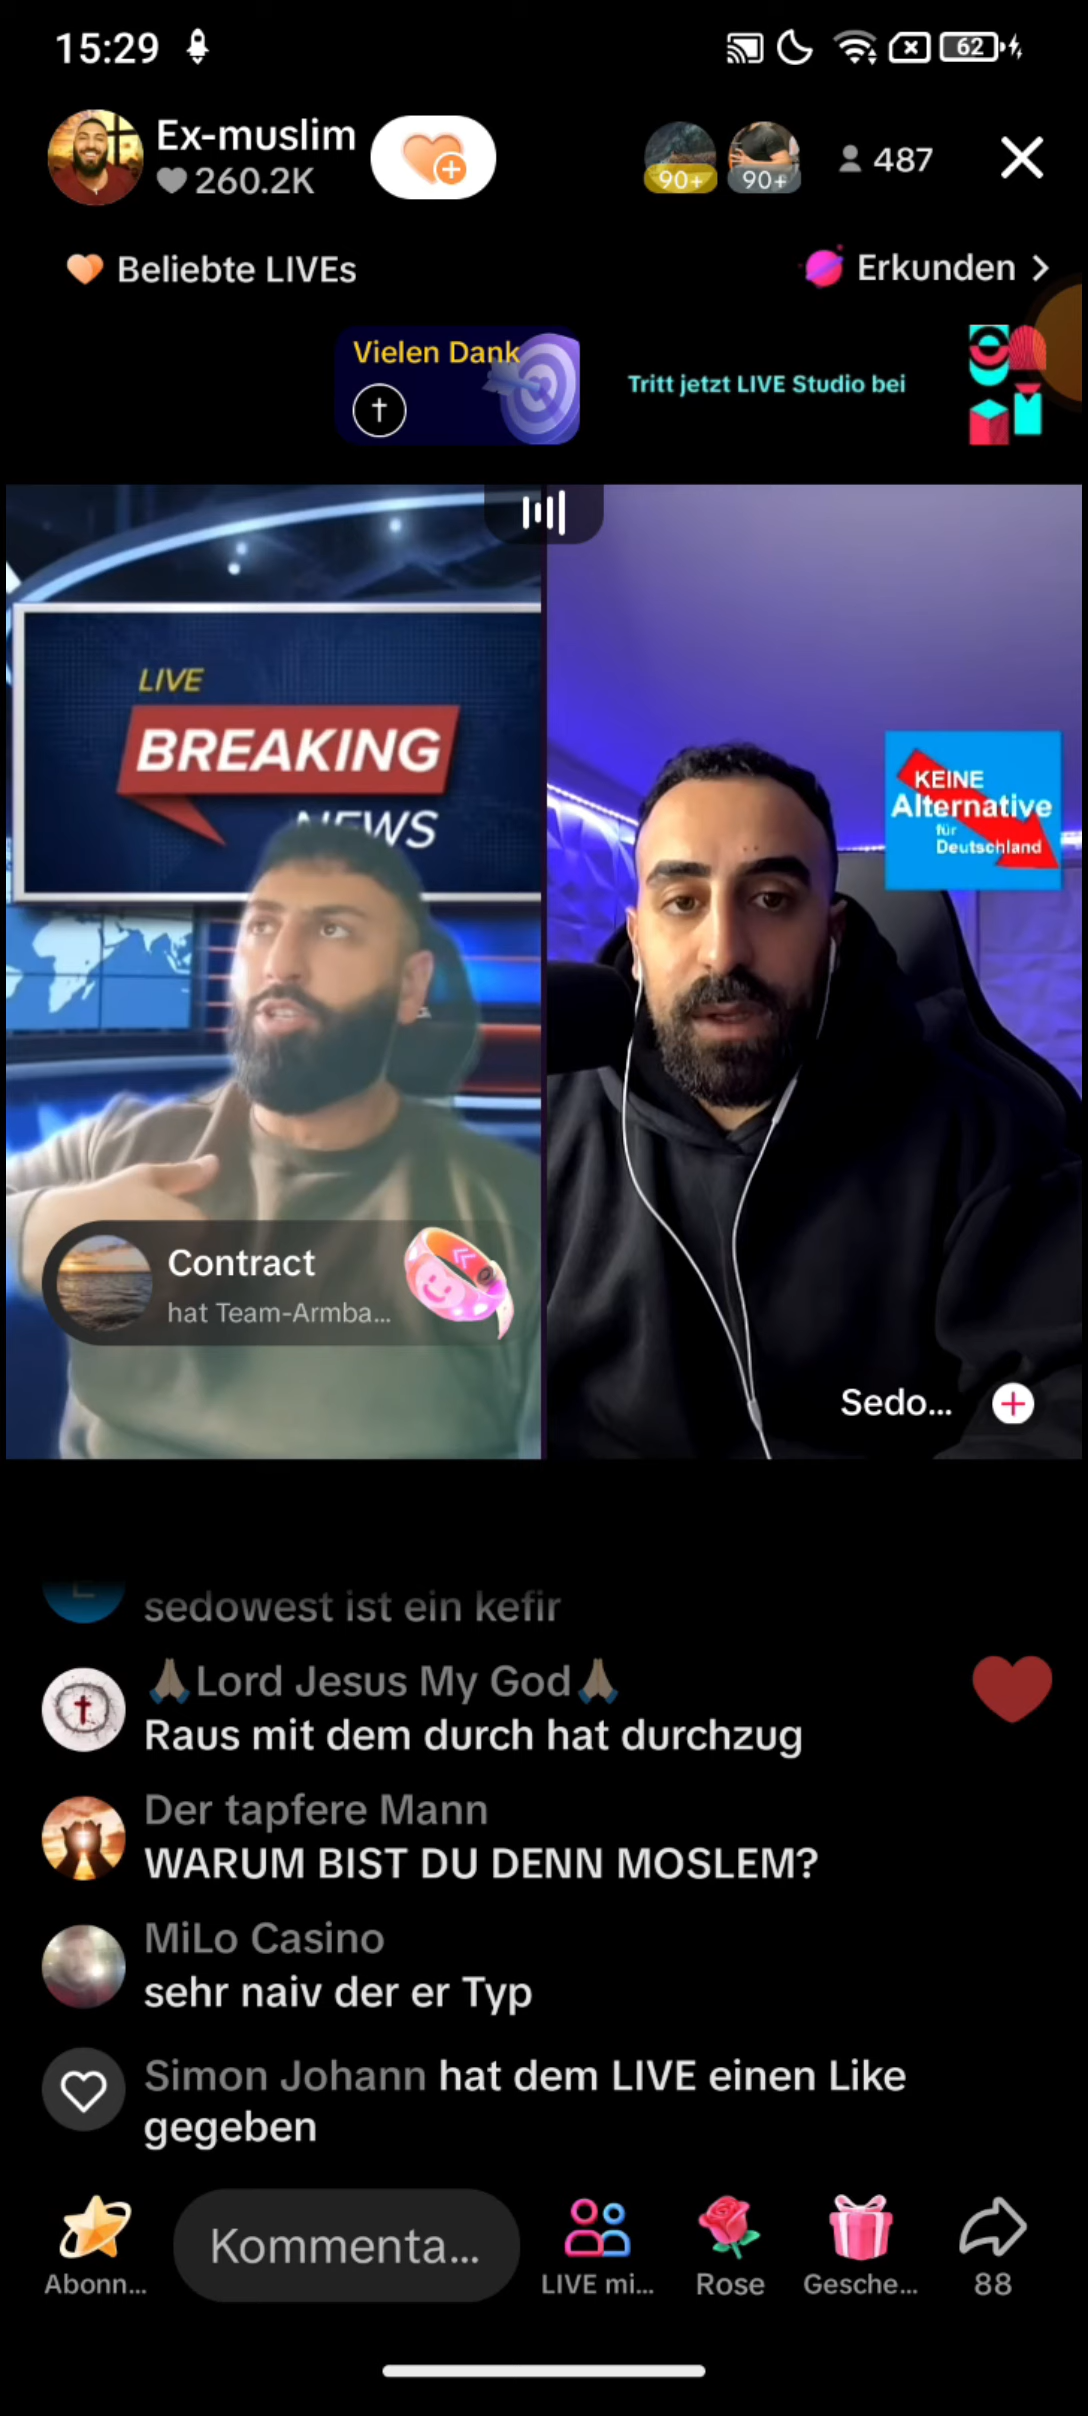 15:29
62
Ex-muslim
260.2K
90+
90+
487
Beliebte LIVEs
Erkunden
Vielen Dank
Tritt jetzt LIVE Studio bei
LIVE
BREAKING
NEWS
KEINE
Alternative
für
Deutschland
Contract
hat Team-Armba...
Sedo...
sedowest ist ein kefir
🙏Lord Jesus My God🙏
Raus mit dem durch hat durchzug
Der tapfere Mann
WARUM BIST DU DENN MOSLEM?
MiLo Casino
sehr naiv der er Typ
Simon Johann hat dem LIVE einen Like
gegeben
Abonn...
Kommenta...
LIVE mi...
Rose
Gesche...
88